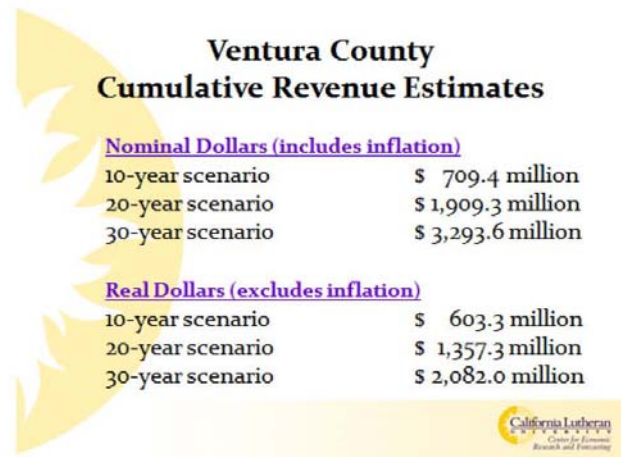 Ventura County
Cumulative Revenue Estimates
Nominal Dollars (includes inflation)
10-year scenario $ 709.4 million
20-year scenario $ 1,909.3 million
30-year scenario $ 3,293.6 million
Real Dollars (excludes inflation)
10-year scenario $ 603.3 million
20-year scenario $ 1,357.3 million
30-year scenario $ 2,082.0 million
California Lutheran
UNIVERSITY
Center for Economic
Research and Forecasting